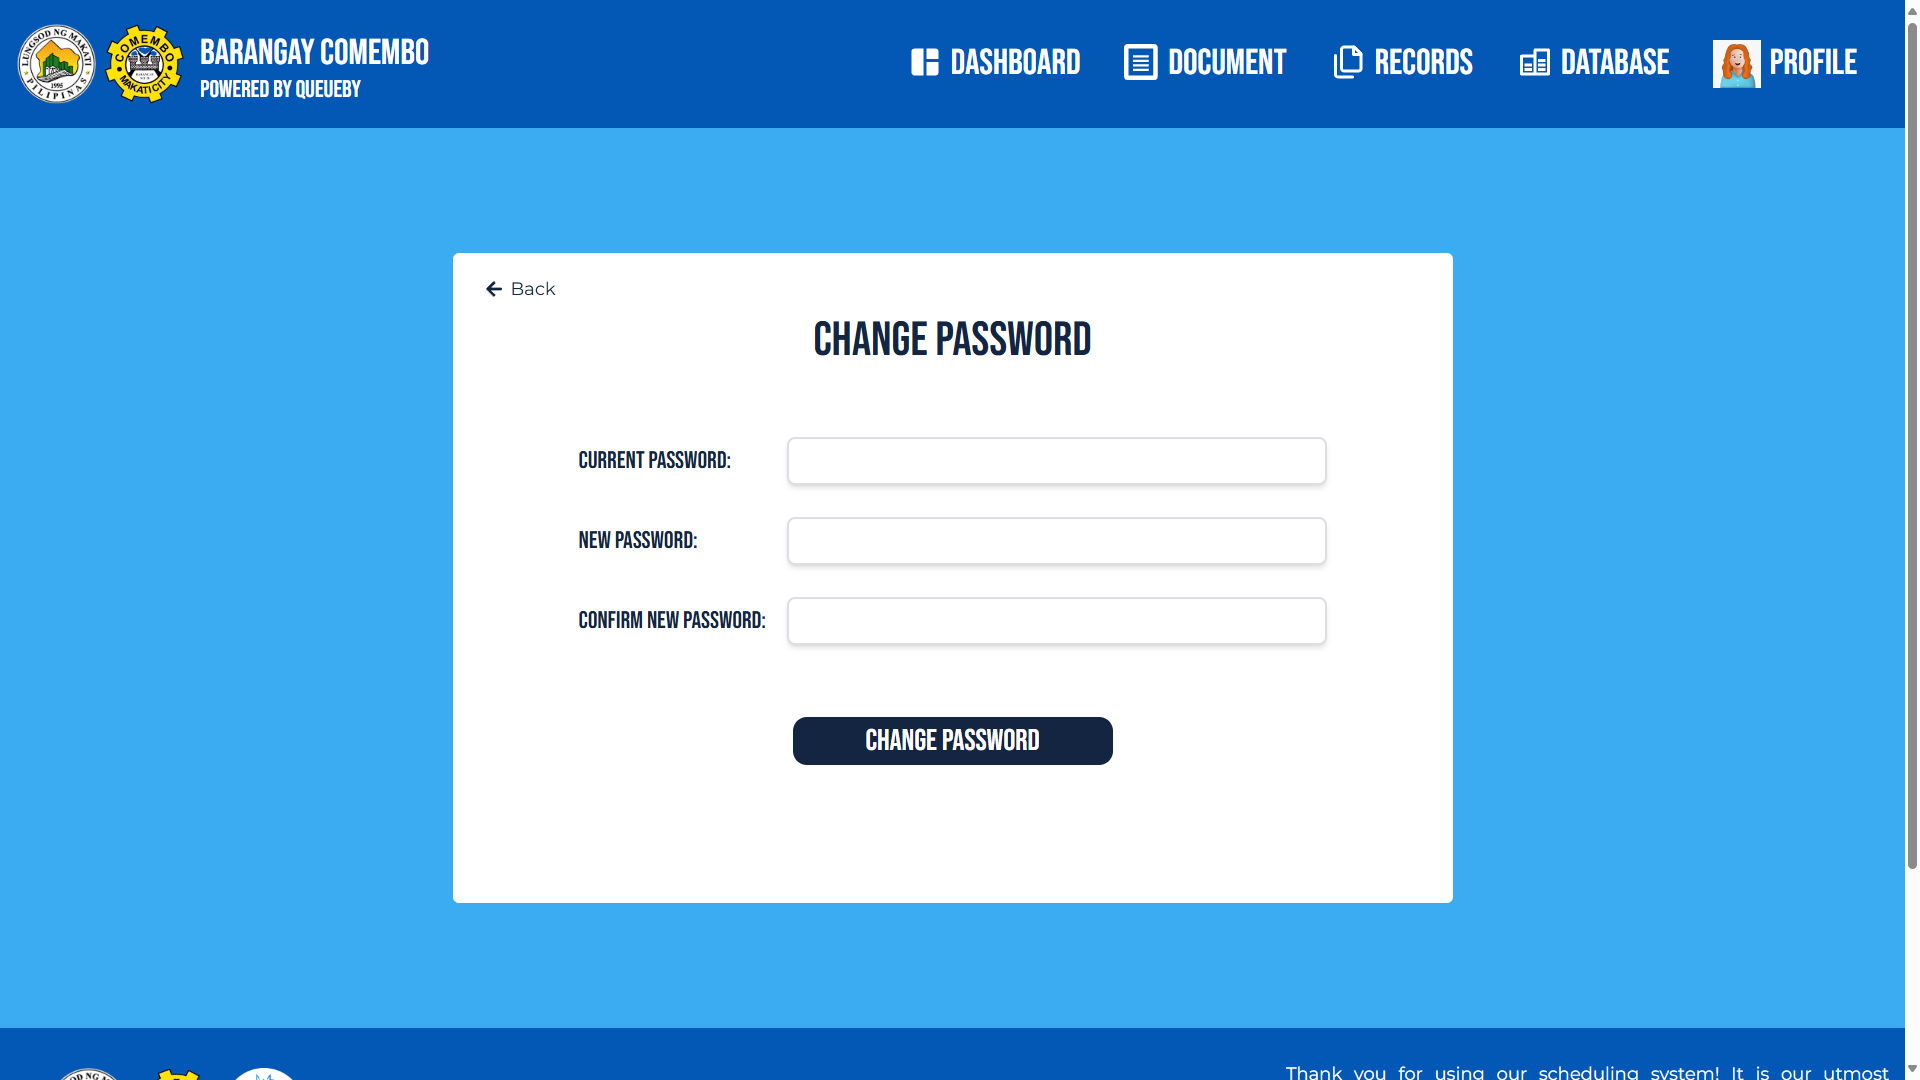 LUNGSOD NG MAKATI
PILIPINAS
1995
COMEMBO
MAKATI CITY
BARANGAY COMEMBO
POWERED BY QUEUEBY
DASHBOARD
DOCUMENT
RECORDS
DATABASE
PROFILE
Back
CHANGE PASSWORD
CURRENT PASSWORD:
NEW PASSWORD:
CONFIRM NEW PASSWORD:
CHANGE PASSWORD
Thank you for using our scheduling system! It is our utmost